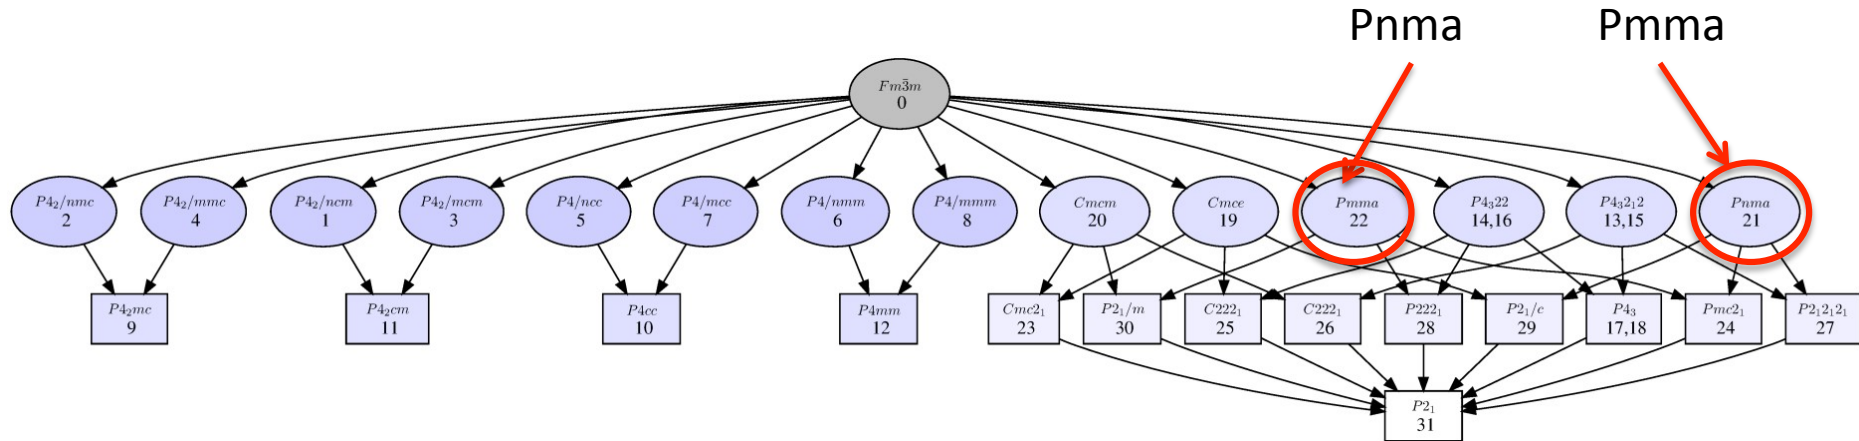 Pnma Pmma
Fm3̄m
0
P4₂/nmc P4₂/mmc P4₂/ncm P4₂/mcm P4/ncc P4/mcc P4/nmm P4/mmm Cmcm Cmce Pmma P4₃22 P4₃2₁2 Pnma
2 4 1 3 5 7 6 8 20 19 22 14,16 13,15 21
P4₂mc P4₂cm P4cc P4mm Cmc2₁ P2₁/m C222₁ C222₁ P222₁ P2₁/c P4₃ Pmc2₁ P2₁2₁2₁
9 11 10 12 23 30 25 26 28 29 17,18 24 27
P2₁
31